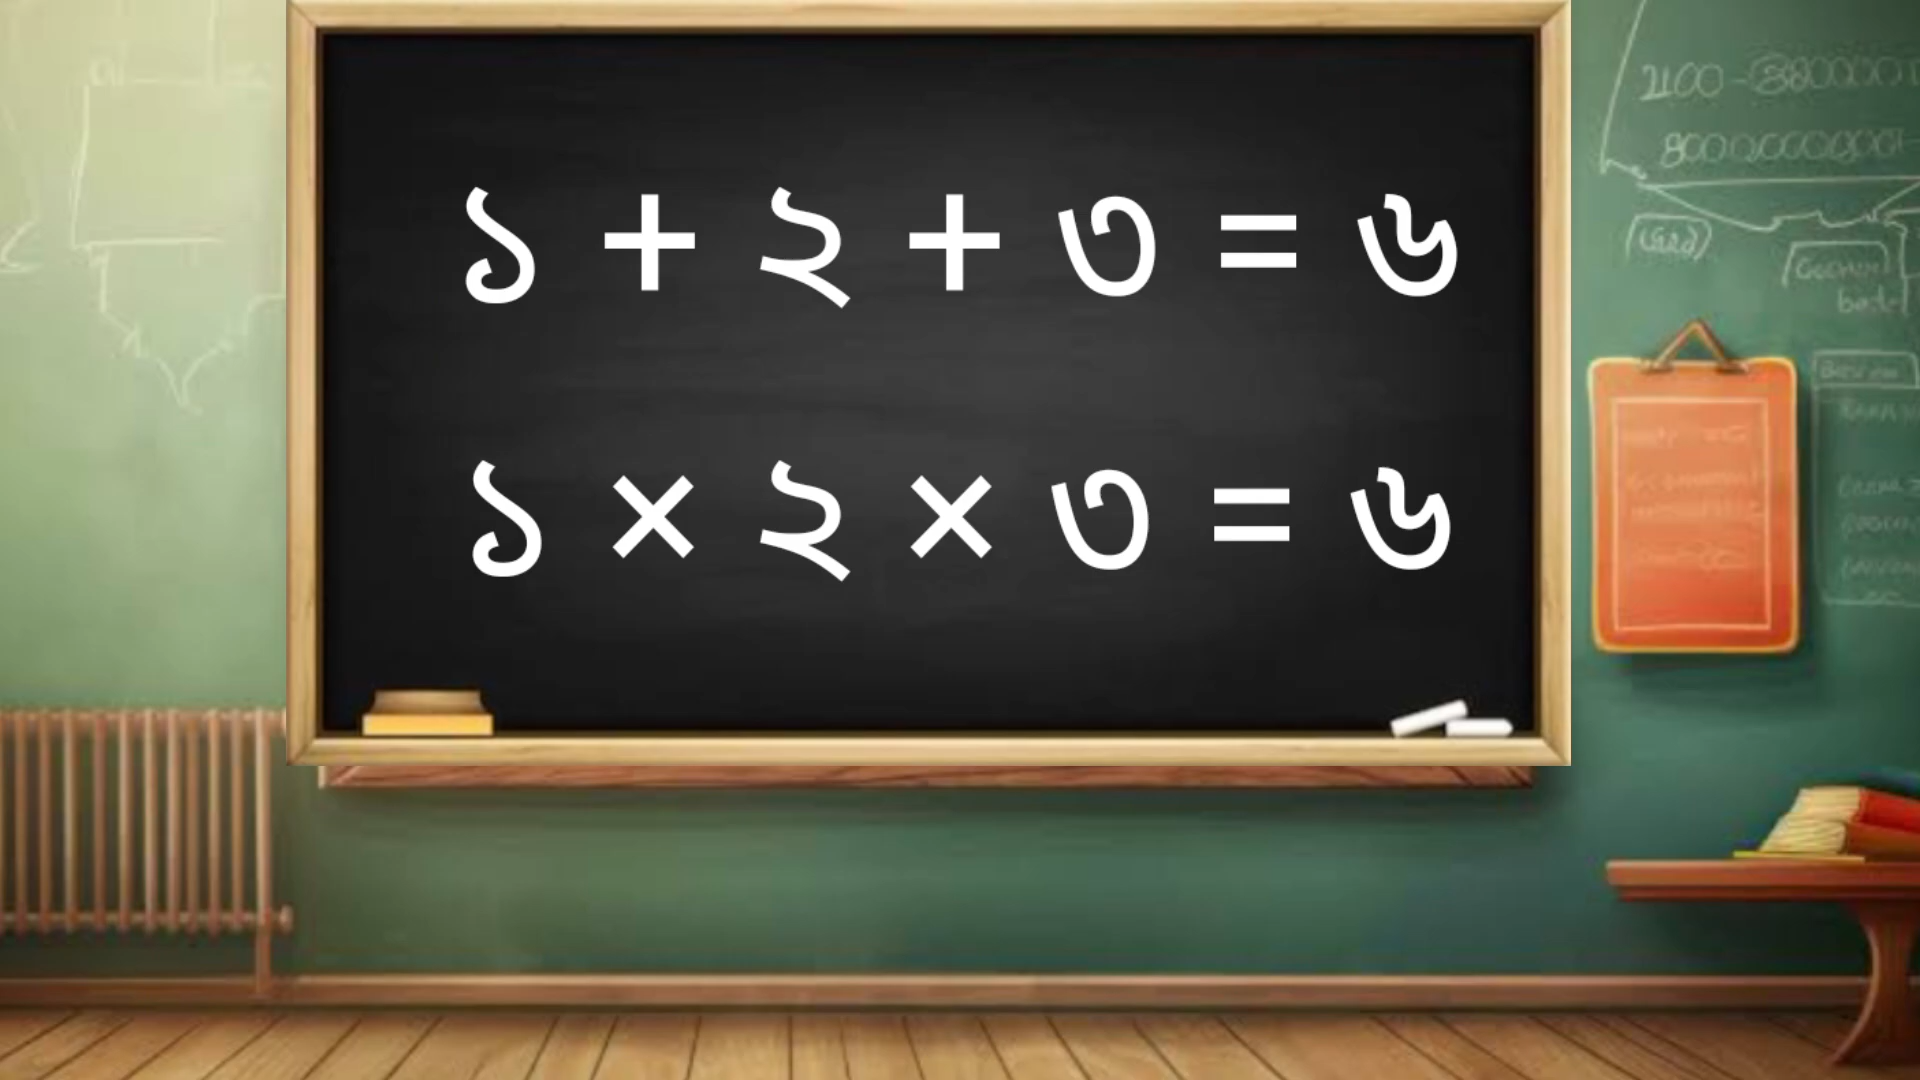 ১ + ২ + ৩ = ৬
১ × ২ × ৩ = ৬